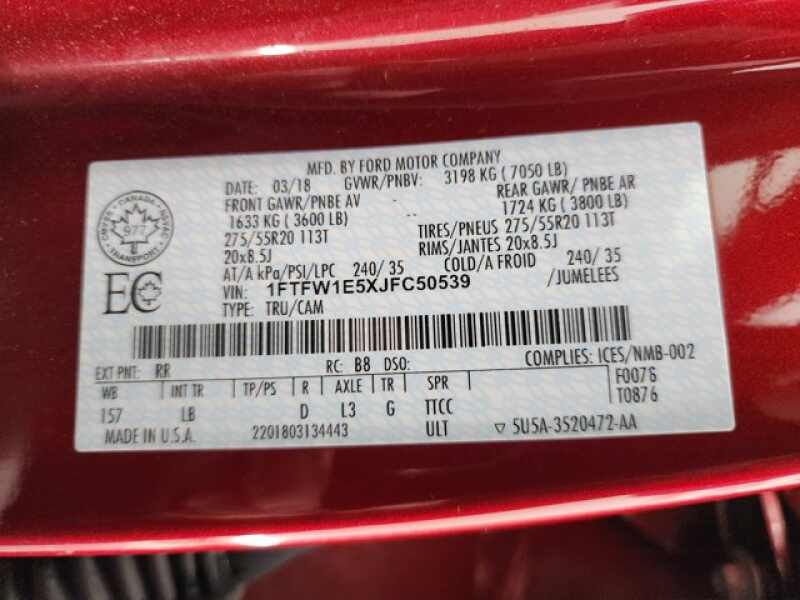 MFD. BY FORD MOTOR COMPANY
DATE: 03/18 GVWR/PNBV: 3198 KG ( 7050 LB)
FRONT GAWR/PNBE AV REAR GAWR/ PNBE AR
1633 KG ( 3600 LB) 1724 KG ( 3800 LB)
275/55R20 113T TIRES/PNEUS 275/55R20 113T
20x8.5J RIMS/JANTES 20x8.5J
AT/A kPa/PSI/LPC 240/ 35 COLD/A FROID 240/ 35
VIN: 1FTFW1E5XJFC50539 /JUMELEES
TYPE: TRU/CAM
CANADA
977
TRANSPORT
EC
EXT PNT: RR RC: B8 DSO: COMPLIES: ICES/NMB-002
WB INT TR TP/PS R AXLE TR SPR F0076
157 LB D L3 G TTCC T0876
MADE IN U.S.A. 2201803134443 ULT ▽ 5U5A-3520472-AA